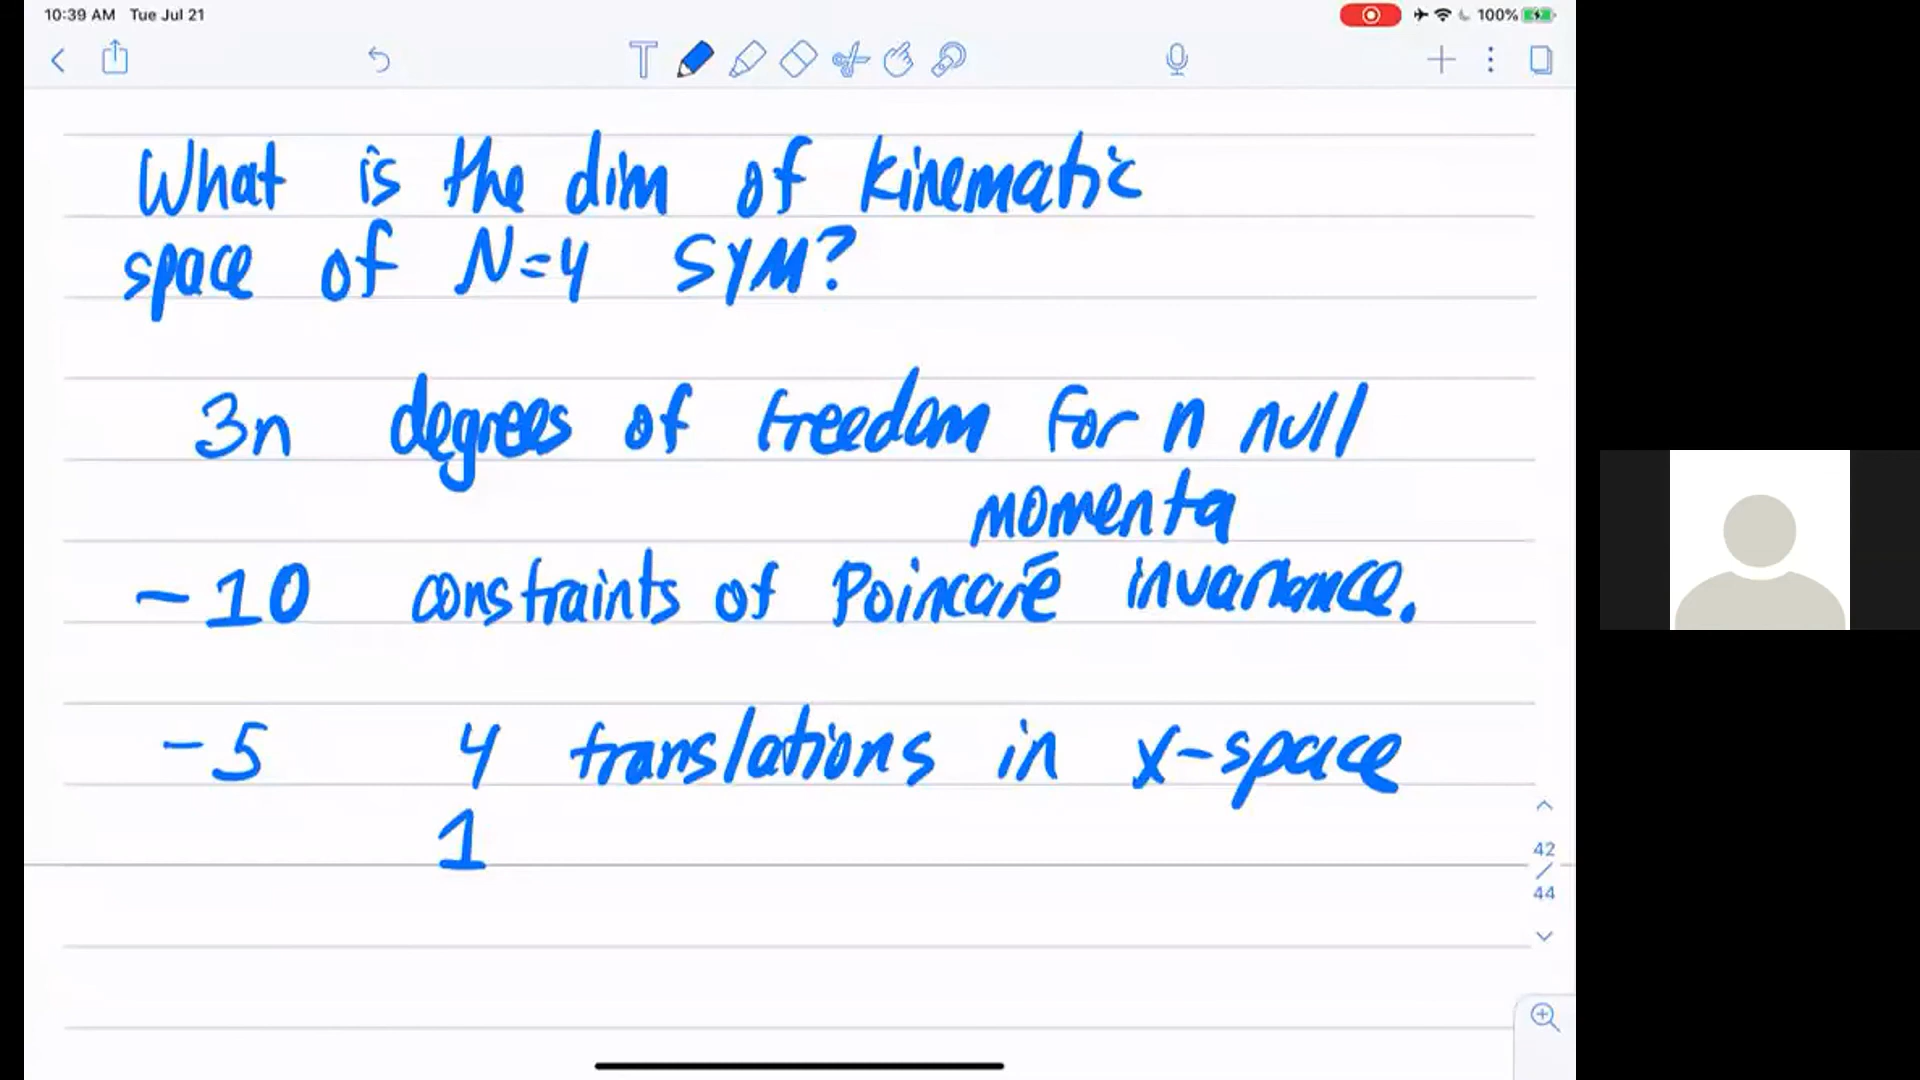 10:39 AM Tue Jul 21
100%
What is the dim of kinematic
space of N=4 SYM?
3n degrees of freedom for n null
momenta
-10 constraints of Poincaré invariance.
-5 4 translations in x-space
1
42
44